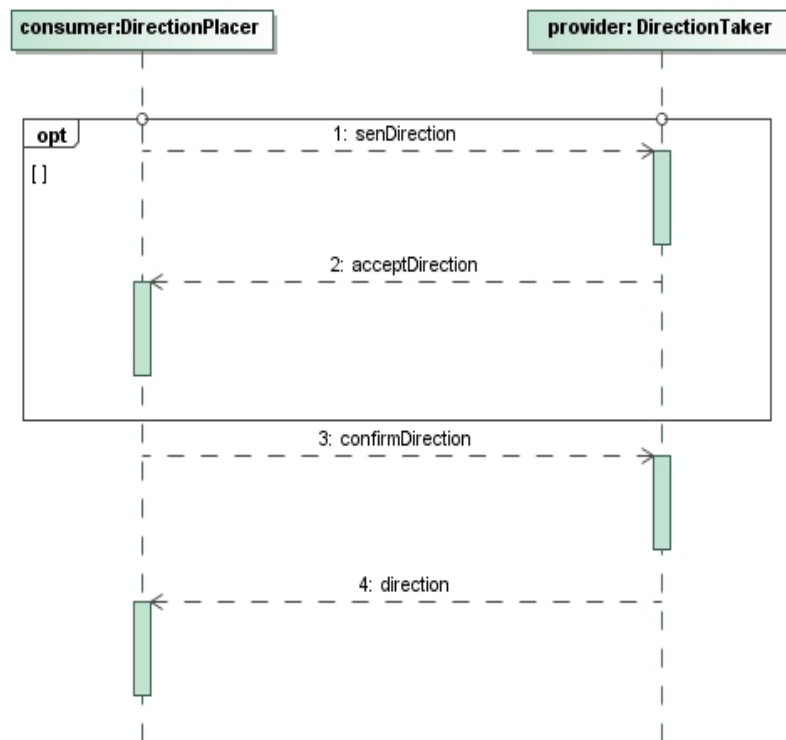 consumer:DirectionPlacer
provider: DirectionTaker
opt
1: senDirection
[ ]
2: acceptDirection
3: confirmDirection
4: direction